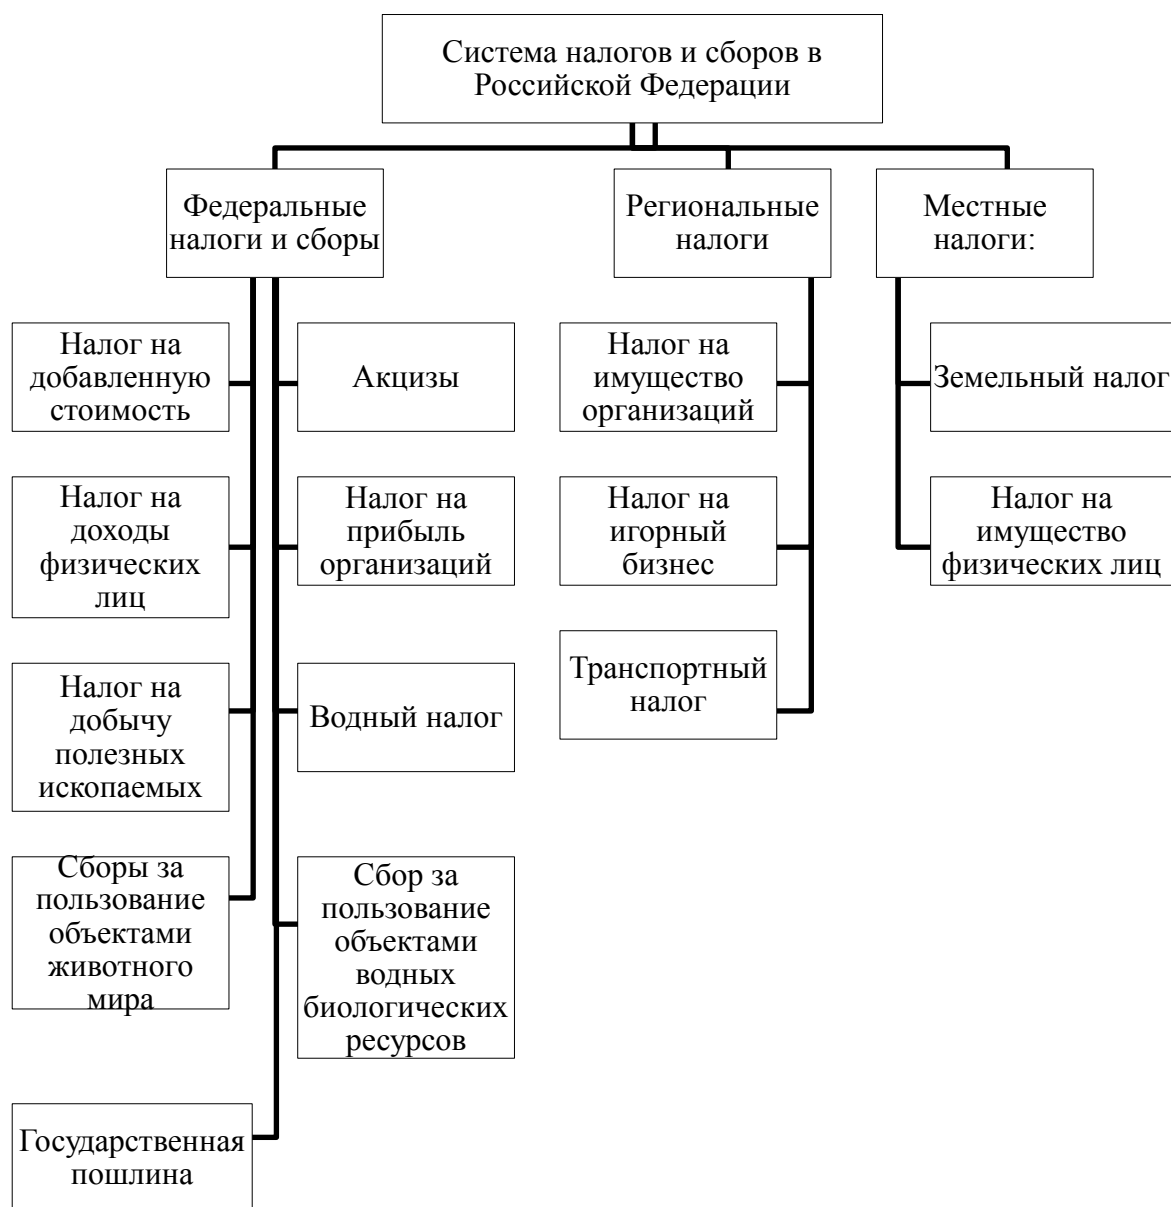 Система налогов и сборов в
Российской Федерации
Федеральные
налоги и сборы
Региональные
налоги
Местные
налоги:
Налог на
добавленную
стоимость
Акцизы
Налог на
имущество
организаций
Земельный налог
Налог на
доходы
физических
лиц
Налог на
прибыль
организаций
Налог на
игорный
бизнес
Налог на
имущество
физических лиц
Налог на
добычу
полезных
ископаемых
Водный налог
Транспортный
налог
Сборы за
пользование
объектами
животного
мира
Сбор за
пользование
объектами
водных
биологических
ресурсов
Государственная
пошлина